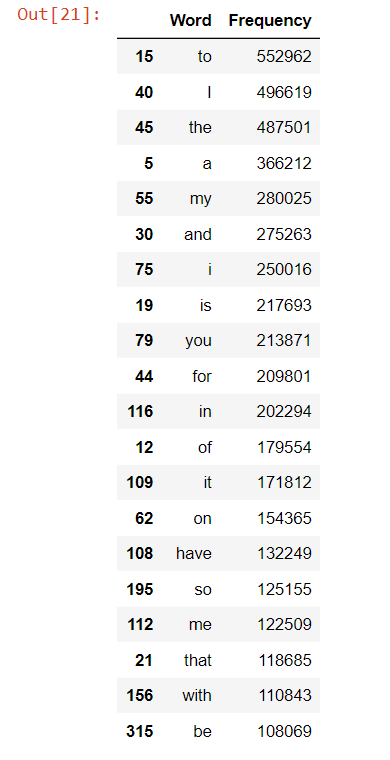 Out[21]:
Word Frequency
15 to 552962
40 I 496619
45 the 487501
5 a 366212
55 my 280025
30 and 275263
75 i 250016
19 is 217693
79 you 213871
44 for 209801
116 in 202294
12 of 179554
109 it 171812
62 on 154365
108 have 132249
195 so 125155
112 me 122509
21 that 118685
156 with 110843
315 be 108069